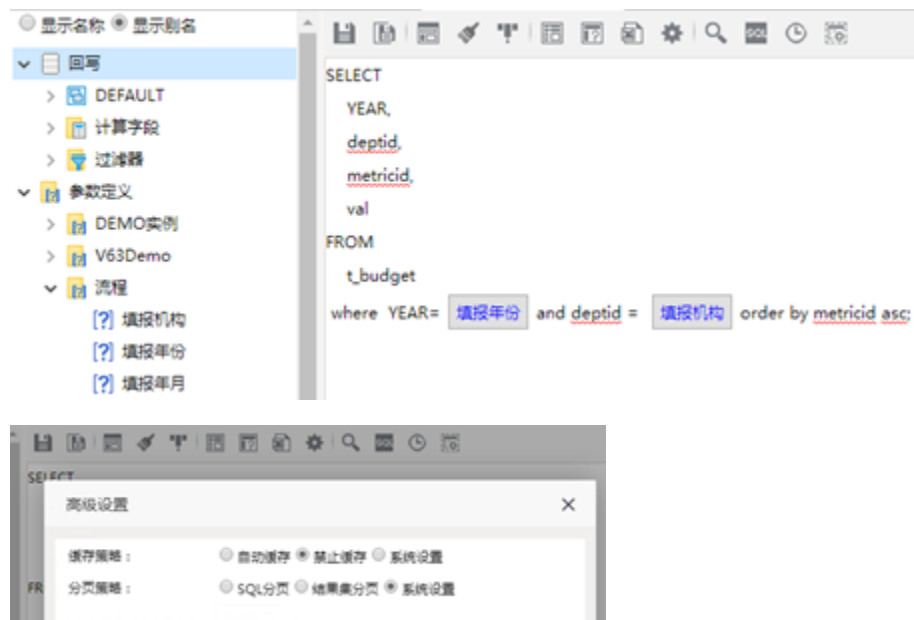 显示名称 显示别名
回写
DEFAULT
计算字段
过滤器
参数定义
DEMO实例
V63Demo
流程
填报机构
填报年份
填报年月
SELECT
YEAR,
deptid,
metricid,
val
FROM
t_budget
where YEAR= 填报年份 and deptid = 填报机构 order by metricid asc;
SELECT
高级设置
缓存策略： 自动缓存 禁止缓存 系统设置
FR
分页策略： SQL分页 结果集分页 系统设置